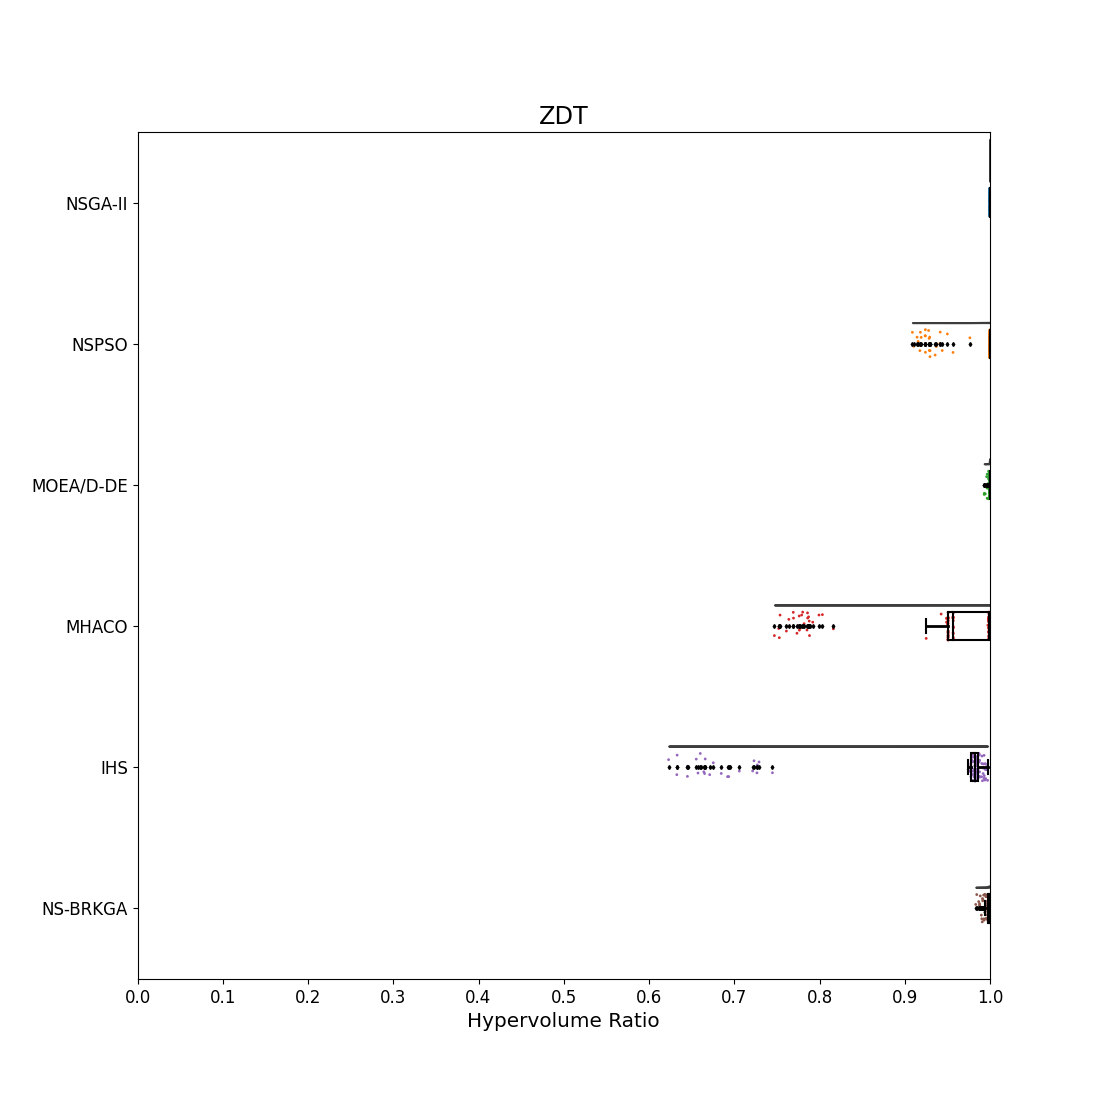 ZDT
NSGA-II
NSPSO
MOEA/D-DE
MHACO
IHS
NS-BRKGA
0.0 0.1 0.2 0.3 0.4 0.5 0.6 0.7 0.8 0.9 1.0
Hypervolume Ratio